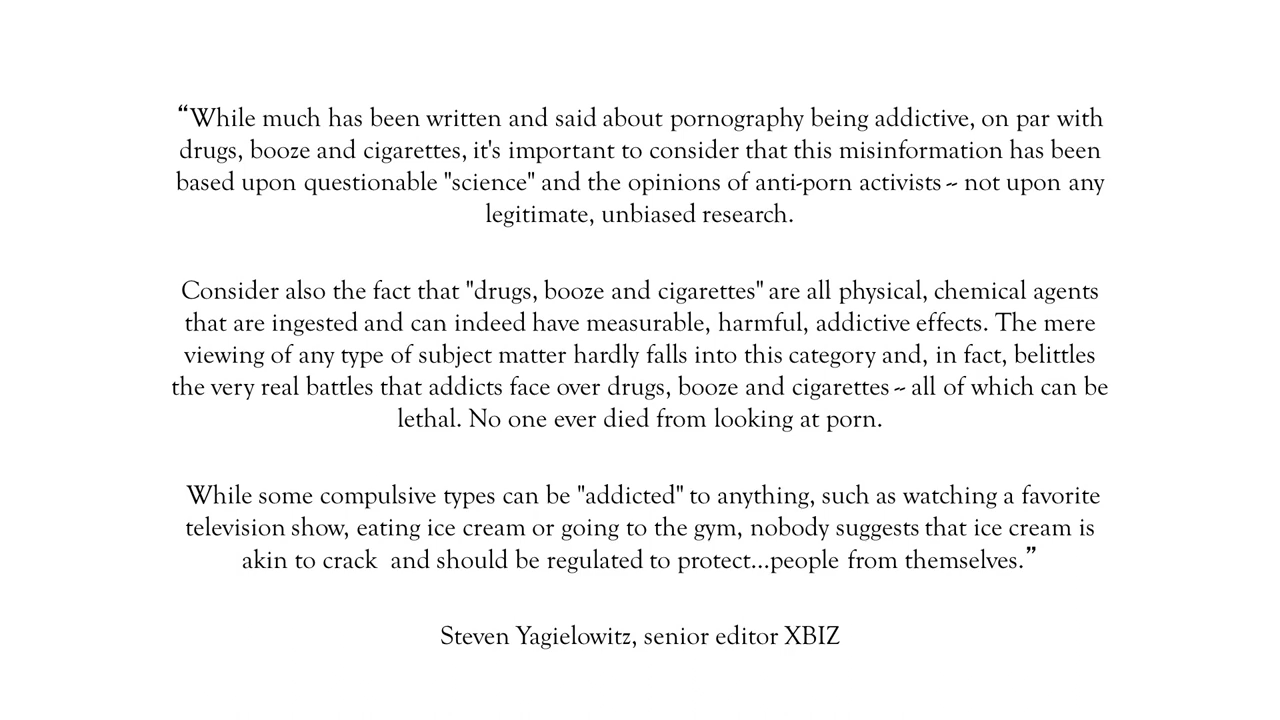 “While much has been written and said about pornography being addictive, on par with
drugs, booze and cigarettes, it's important to consider that this misinformation has been
based upon questionable "science" and the opinions of anti-porn activists -- not upon any
legitimate, unbiased research.
Consider also the fact that "drugs, booze and cigarettes" are all physical, chemical agents
that are ingested and can indeed have measurable, harmful, addictive effects. The mere
viewing of any type of subject matter hardly falls into this category and, in fact, belittles
the very real battles that addicts face over drugs, booze and cigarettes -- all of which can be
lethal. No one ever died from looking at porn.
While some compulsive types can be "addicted" to anything, such as watching a favorite
television show, eating ice cream or going to the gym, nobody suggests that ice cream is
akin to crack  and should be regulated to protect...people from themselves.”
Steven Yagielowitz, senior editor XBIZ